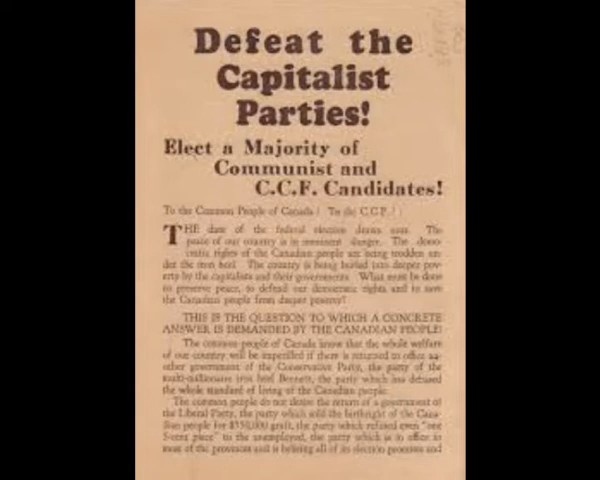 Defeat the
Capitalist
Parties!
Elect a Majority of
Communist and
C.C.F. Candidates!
To the Common People of Canada! To the C.C.F.!
THE date of the federal election draws near. The
peace of our country is in imminent danger. The demo-
cratic rights of the Canadian people are being trodden un-
der the iron heel. The country is being hurled into deeper pov-
erty by the capitalists and their governments. What must be done
to preserve peace, to defend our democratic rights and to save
the Canadian people from deeper poverty?
THIS IS THE QUESTION TO WHICH A CONCRETE
ANSWER IS DEMANDED BY THE CANADIAN PEOPLE!
The common people of Canada know that the whole welfare
of our country will be imperilled if there is returned to office an-
other government of the Conservative Party, the party of the
multi-millionaire iron heel Bennett, the party which has debased
the whole standard of living of the Canadian people.
The common people do not desire the return of a government of
the Liberal Party, the party which sold the birthright of the Cana-
dian people for $750,000 graft, the party which refused even "one
5-cent piece" to the unemployed, the party which is in office in
most of the provinces and is belying all of its election promises and